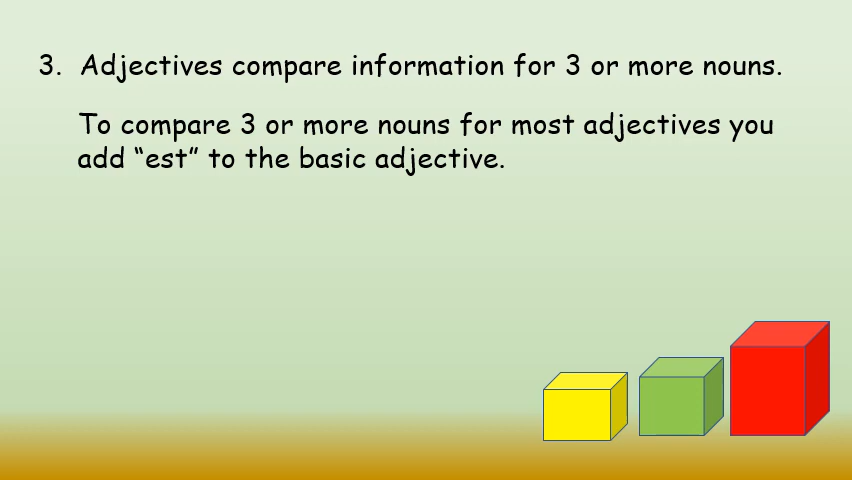 3. Adjectives compare information for 3 or more nouns.
To compare 3 or more nouns for most adjectives you
add “est” to the basic adjective.